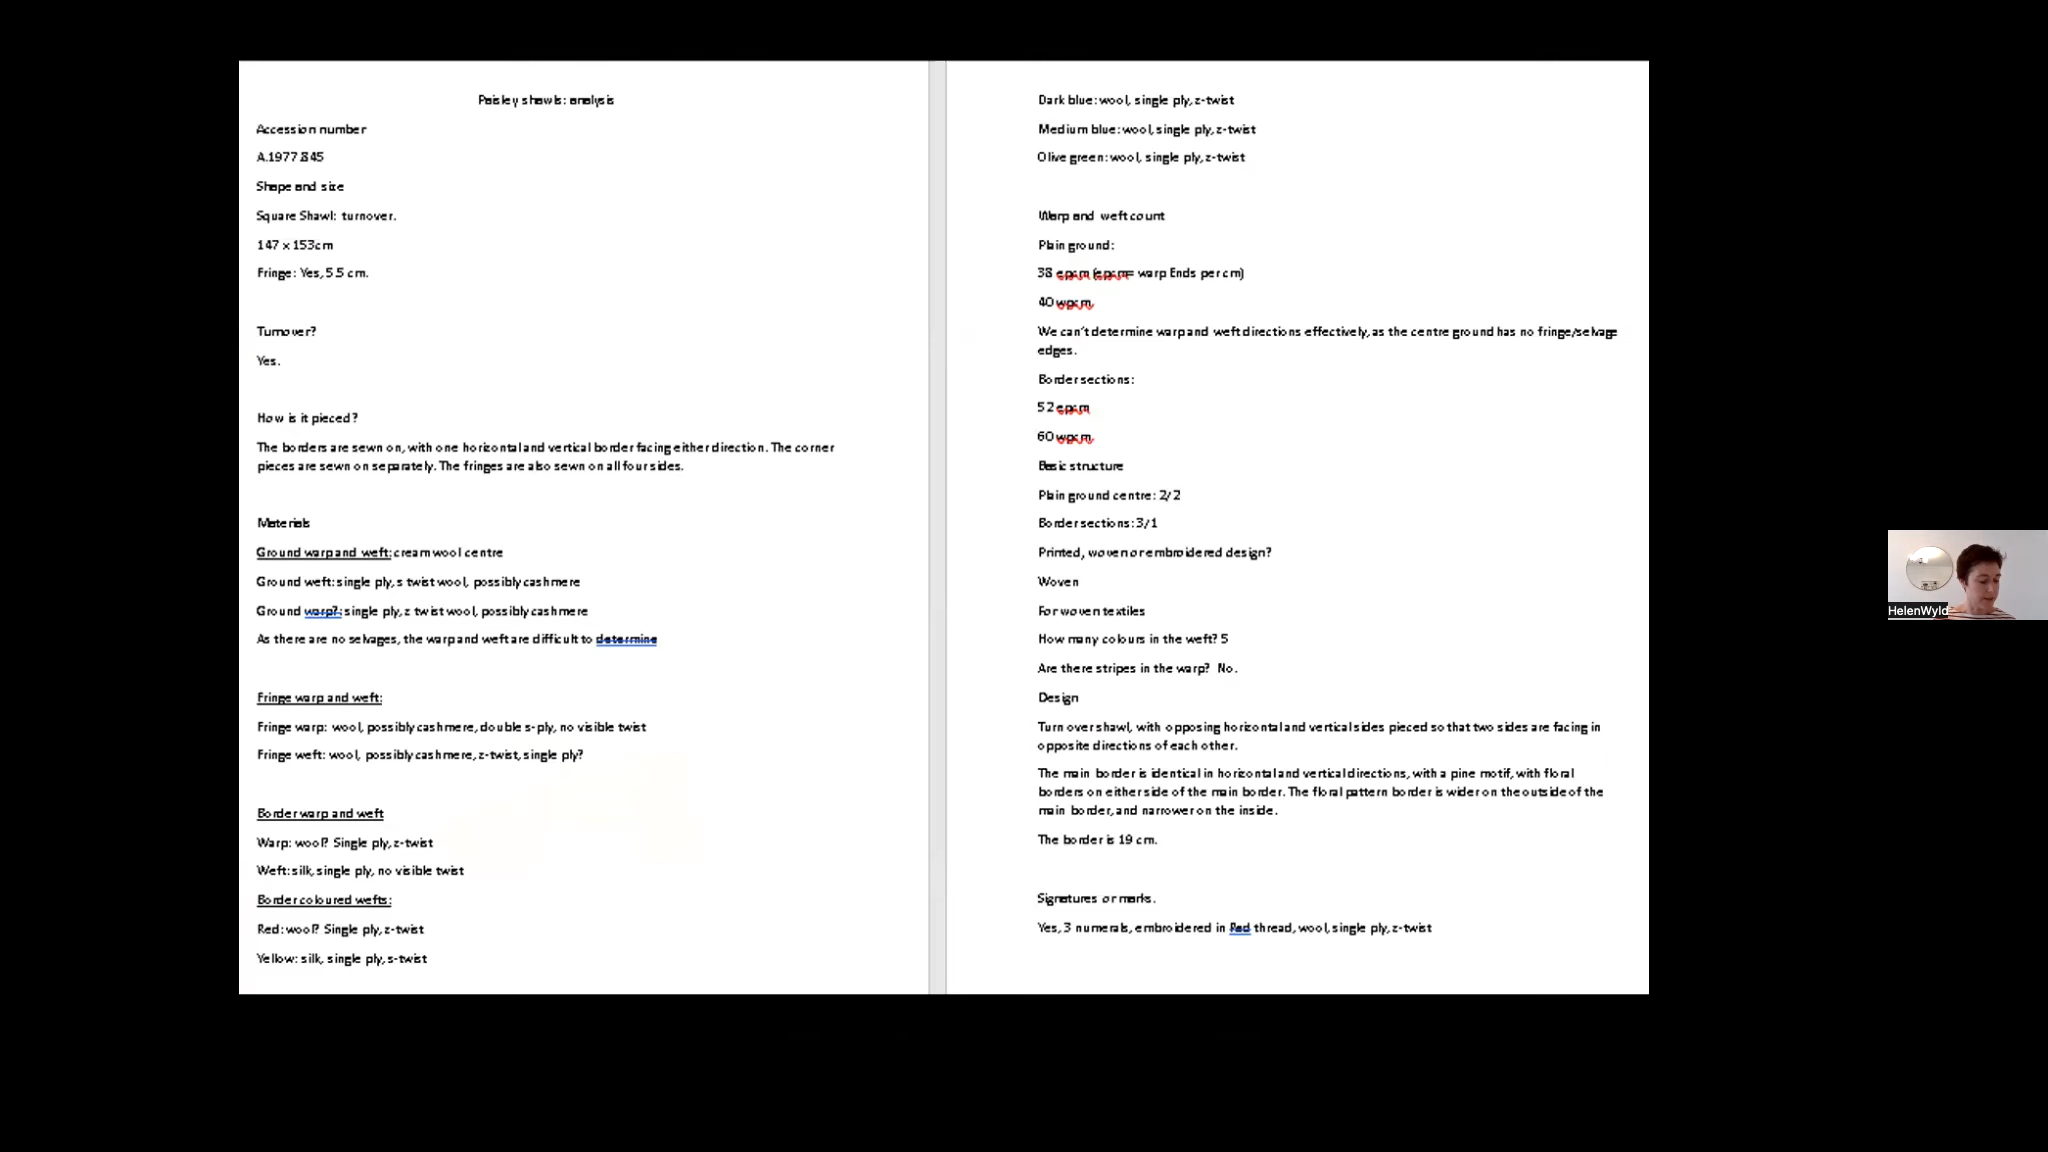 Paisley shawls: analysis
Accession number
A.1977.845
Shape and size
Square Shawl: turnover.
147 x 153cm
Fringe: Yes, 5.5 cm.
Turnover?
Yes.
How is it pieced?
The borders are sewn on, with one horizontal and vertical border facing either direction. The corner
pieces are sewn on separately. The fringes are also sewn on all four sides.
Materials
Ground warp and weft: cream wool centre
Ground weft: single ply, s twist wool, possibly cashmere
Ground warp?: single ply, z twist wool, possibly cashmere
As there are no selvages, the warp and weft are difficult to determine
Fringe warp and weft:
Fringe warp: wool, possibly cashmere, double s-ply, no visible twist
Fringe weft: wool, possibly cashmere, z-twist, single ply?
Border warp and weft
Warp: wool? Single ply, z-twist
Weft: silk, single ply, no visible twist
Border coloured wefts:
Red: wool? Single ply, z-twist
Yellow: silk, single ply, s-twist
Dark blue: wool, single ply, z-twist
Medium blue: wool, single ply, z-twist
Olive green: wool, single ply, z-twist
Warp and weft count
Plain ground:
38 epcm (epcm= warp Ends per cm)
40 wpcm
We can't determine warp and weft directions effectively, as the centre ground has no fringe/selvage
edges.
Border sections:
52 epcm
60 wpcm
Basic structure
Plain ground centre: 2/2
Border sections: 3/1
Printed, woven or embroidered design?
Woven
For woven textiles
How many colours in the weft? 5
Are there stripes in the warp? No.
Design
Turn over shawl, with opposing horizontal and vertical sides pieced so that two sides are facing in
opposite directions of each other.
The main border is identical in horizontal and vertical directions, with a pine motif, with floral
borders on either side of the main border. The floral pattern border is wider on the outside of the
main border, and narrower on the inside.
The border is 19 cm.
Signatures or marks.
Yes, 3 numerals, embroidered in Red thread, wool, single ply, z-twist
HelenWyld